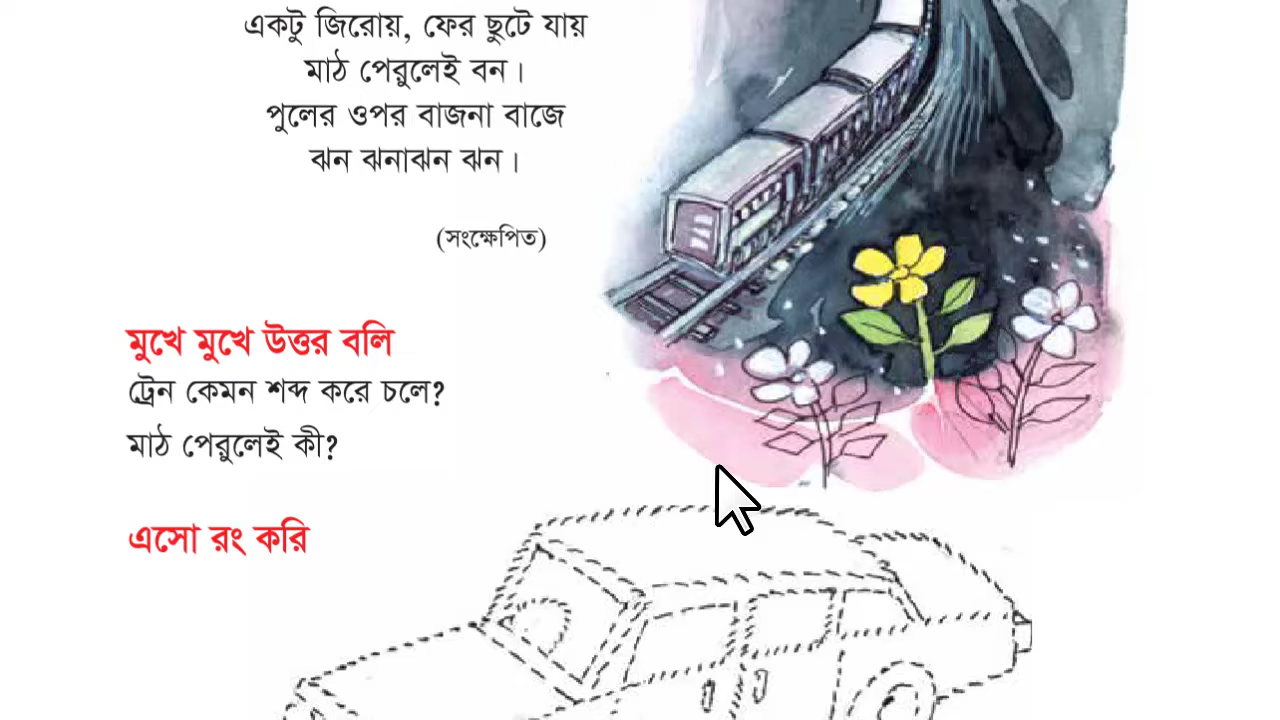 একটু জিরোয়, ফের ছুটে যায়
মাঠ পেরুলেই বন।
পুলের ওপর বাজনা বাজে
ঝন ঝনাঝন ঝন।
(সংক্ষেপিত)
মুখে মুখে উত্তর বলি
ট্রেন কেমন শব্দ করে চলে?
মাঠ পেরুলেই কী?
এসো রং করি